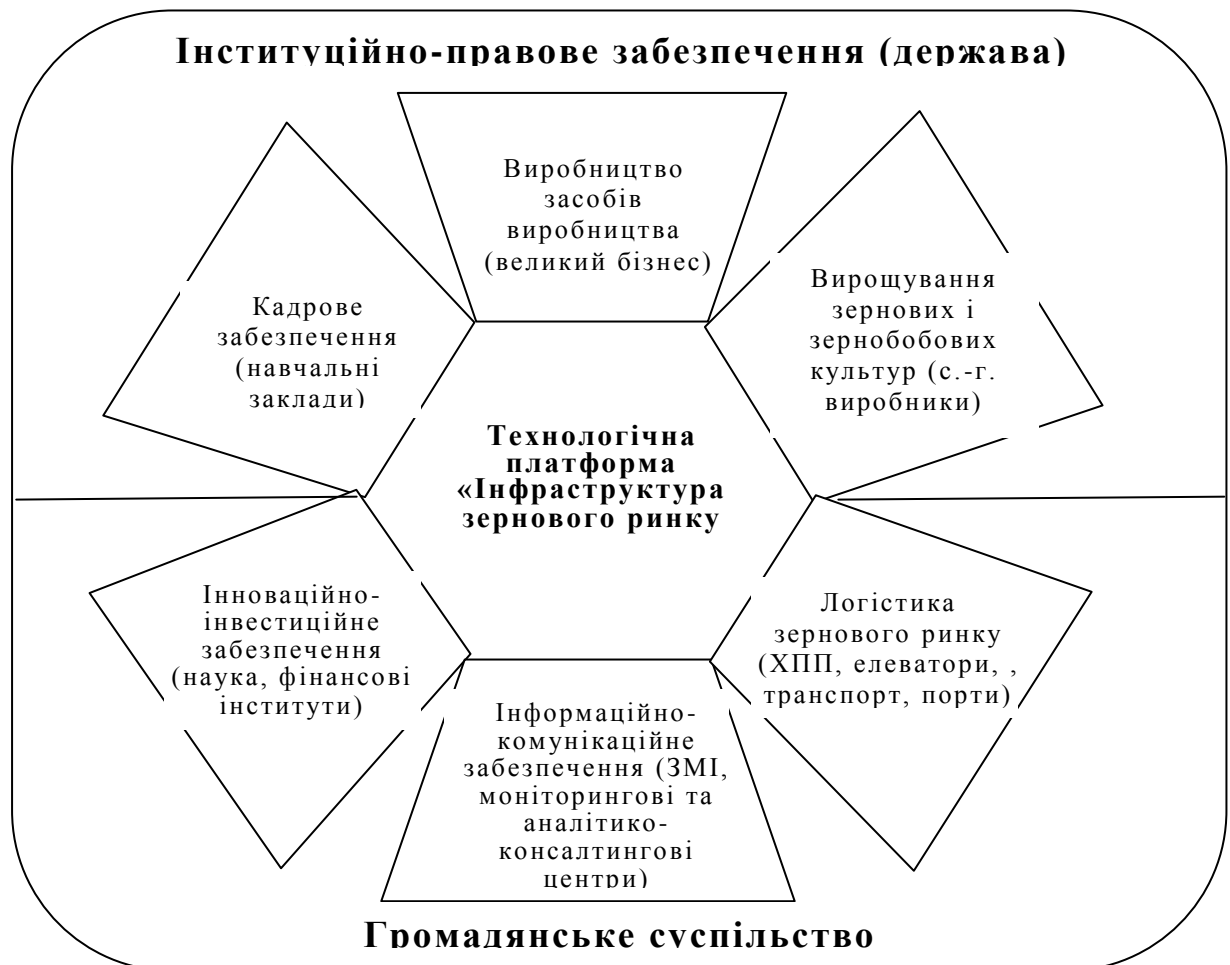 Інституційно-правове забезпечення (держава)
Виробництво
засобів
виробництва
(великий бізнес)
Кадрове
забезпечення
(навчальні
заклади)
Вирощування
зернових і
зернобобових
культур (с.-г.
виробники)
Технологічна
платформа
«Інфраструктура
зернового ринку
Інноваційно-
інвестиційне
забезпечення
(наука, фінансові
інститути)
Логістика
зернового ринку
(ХПП, елеватори, ,
транспорт, порти)
Інформаційно-
комунікаційне
забезпечення (ЗМІ,
моніторингові та
аналітико-
консалтингові
центри)
Громадянське суспільство